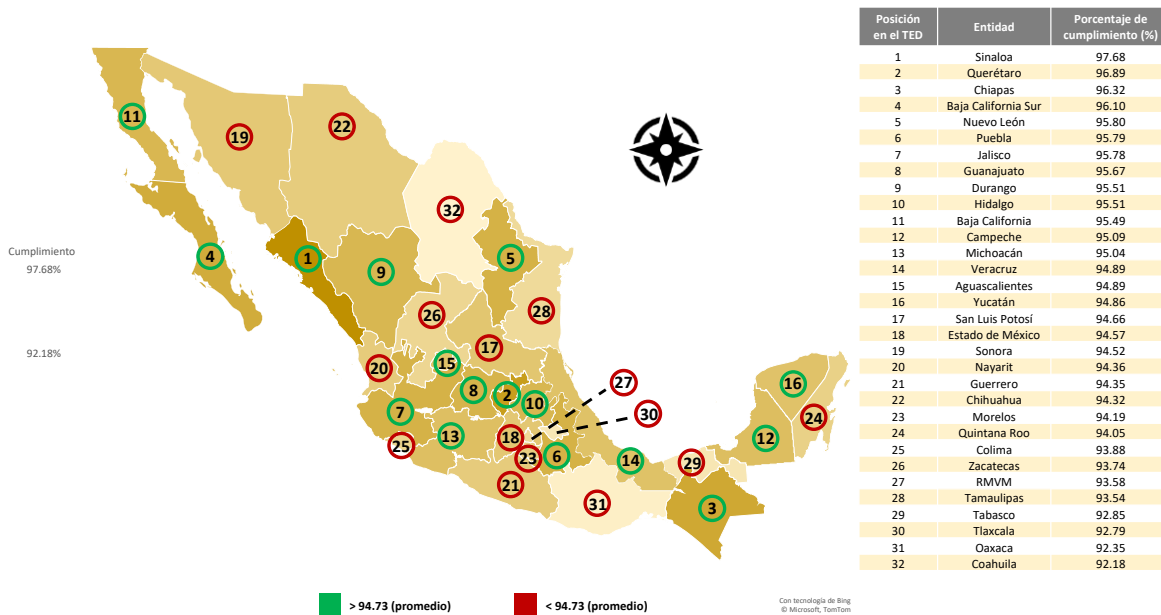 Posición en el TED Entidad Porcentaje de cumplimiento (%)
1 Sinaloa 97.68
2 Querétaro 96.89
3 Chiapas 96.32
4 Baja California Sur 96.10
5 Nuevo León 95.80
6 Puebla 95.79
7 Jalisco 95.78
8 Guanajuato 95.67
9 Durango 95.51
10 Hidalgo 95.51
11 Baja California 95.49
12 Campeche 95.09
13 Michoacán 95.04
14 Veracruz 94.89
15 Aguascalientes 94.89
16 Yucatán 94.86
17 San Luis Potosí 94.66
18 Estado de México 94.57
19 Sonora 94.52
20 Nayarit 94.36
21 Guerrero 94.35
22 Chihuahua 94.32
23 Morelos 94.19
24 Quintana Roo 94.05
25 Colima 93.88
26 Zacatecas 93.74
27 RMVM 93.58
28 Tamaulipas 93.54
29 Tabasco 92.85
30 Tlaxcala 92.79
31 Oaxaca 92.35
32 Coahuila 92.18
Cumplimiento
97.68%
92.18%
11
19
22
32
4
1
9
5
26
28
17
15
20
27
16
8
2
10
7
30
24
13
18
12
25
23
6
14
29
21
31
3
> 94.73 (promedio)
< 94.73 (promedio)
Con tecnología de Bing
© Microsoft, TomTom